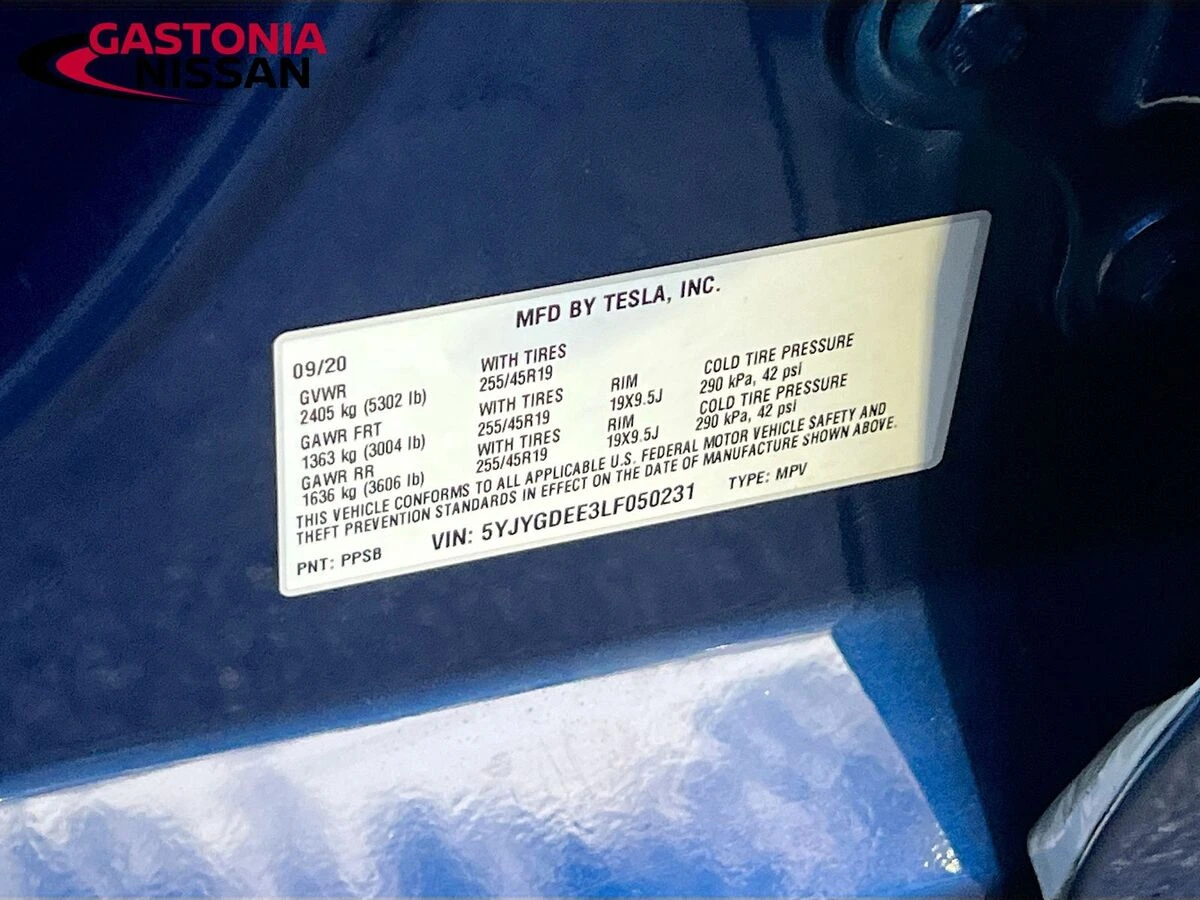 GASTONIA
NISSAN
MFD BY TESLA, INC.
09/20
GVWR
2405 kg (5302 lb)
GAWR FRT
1363 kg (3004 lb)
GAWR RR
1636 kg (3606 lb)
WITH TIRES
255/45R19
WITH TIRES
255/45R19
WITH TIRES
255/45R19
RIM
19X9.5J
RIM
19X9.5J
COLD TIRE PRESSURE
290 kPa, 42 psi
COLD TIRE PRESSURE
290 kPa, 42 psi
THIS VEHICLE CONFORMS TO ALL APPLICABLE U.S. FEDERAL MOTOR VEHICLE SAFETY AND
THEFT PREVENTION STANDARDS IN EFFECT ON THE DATE OF MANUFACTURE SHOWN ABOVE.
PNT: PPSB VIN: 5YJYGDEE3LF050231 TYPE: MPV